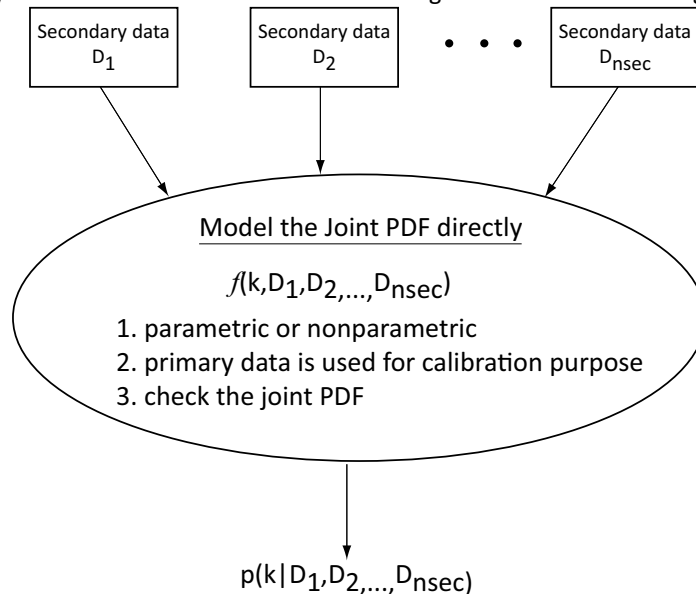 Secondary data
D1
Secondary data
D2
• • •
Secondary data
Dnsec
Model the Joint PDF directly
f(k,D1,D2,...,Dnsec)
1. parametric or nonparametric
2. primary data is used for calibration purpose
3. check the joint PDF
p(k|D1,D2,...,Dnsec)